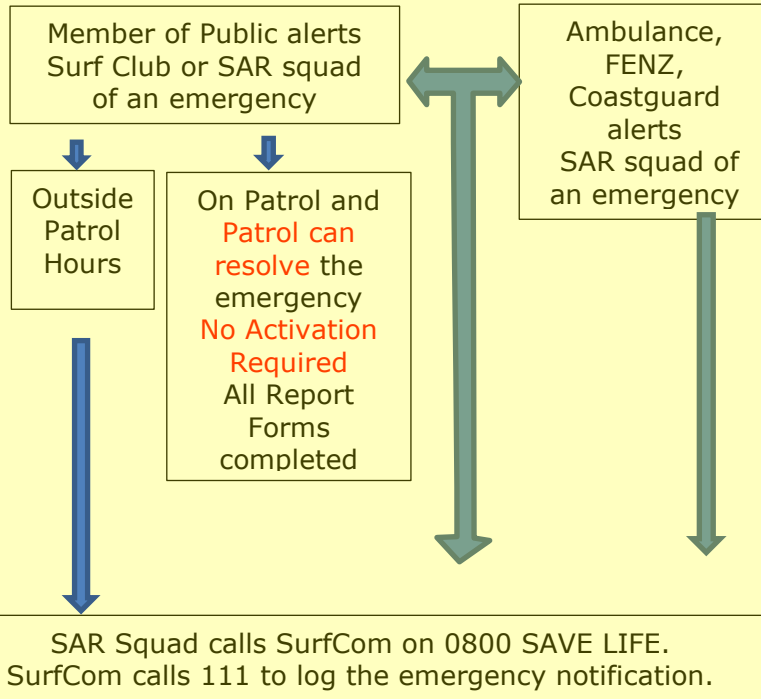 Member of Public alerts
Surf Club or SAR squad
of an emergency
Ambulance,
FENZ,
Coastguard
alerts
SAR squad of
an emergency
Outside
Patrol
Hours
On Patrol and
Patrol can
resolve the
emergency
No Activation
Required
All Report
Forms
completed
SAR Squad calls SurfCom on 0800 SAVE LIFE.
SurfCom calls 111 to log the emergency notification.